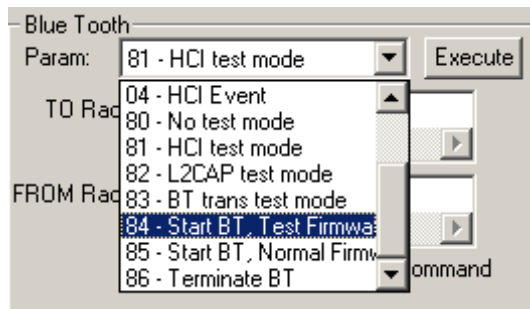 Blue Tooth
Param: 81 - HCI test mode Execute
04 - HCI Event
TO Rad
80 - No test mode
81 - HCI test mode
82 - L2CAP test mode
FROM Rad 83 - BT trans test mode
84 - Start BT, Test Firmwa
85 - Start BT, Normal Firmw
86 - Terminate BT ommand